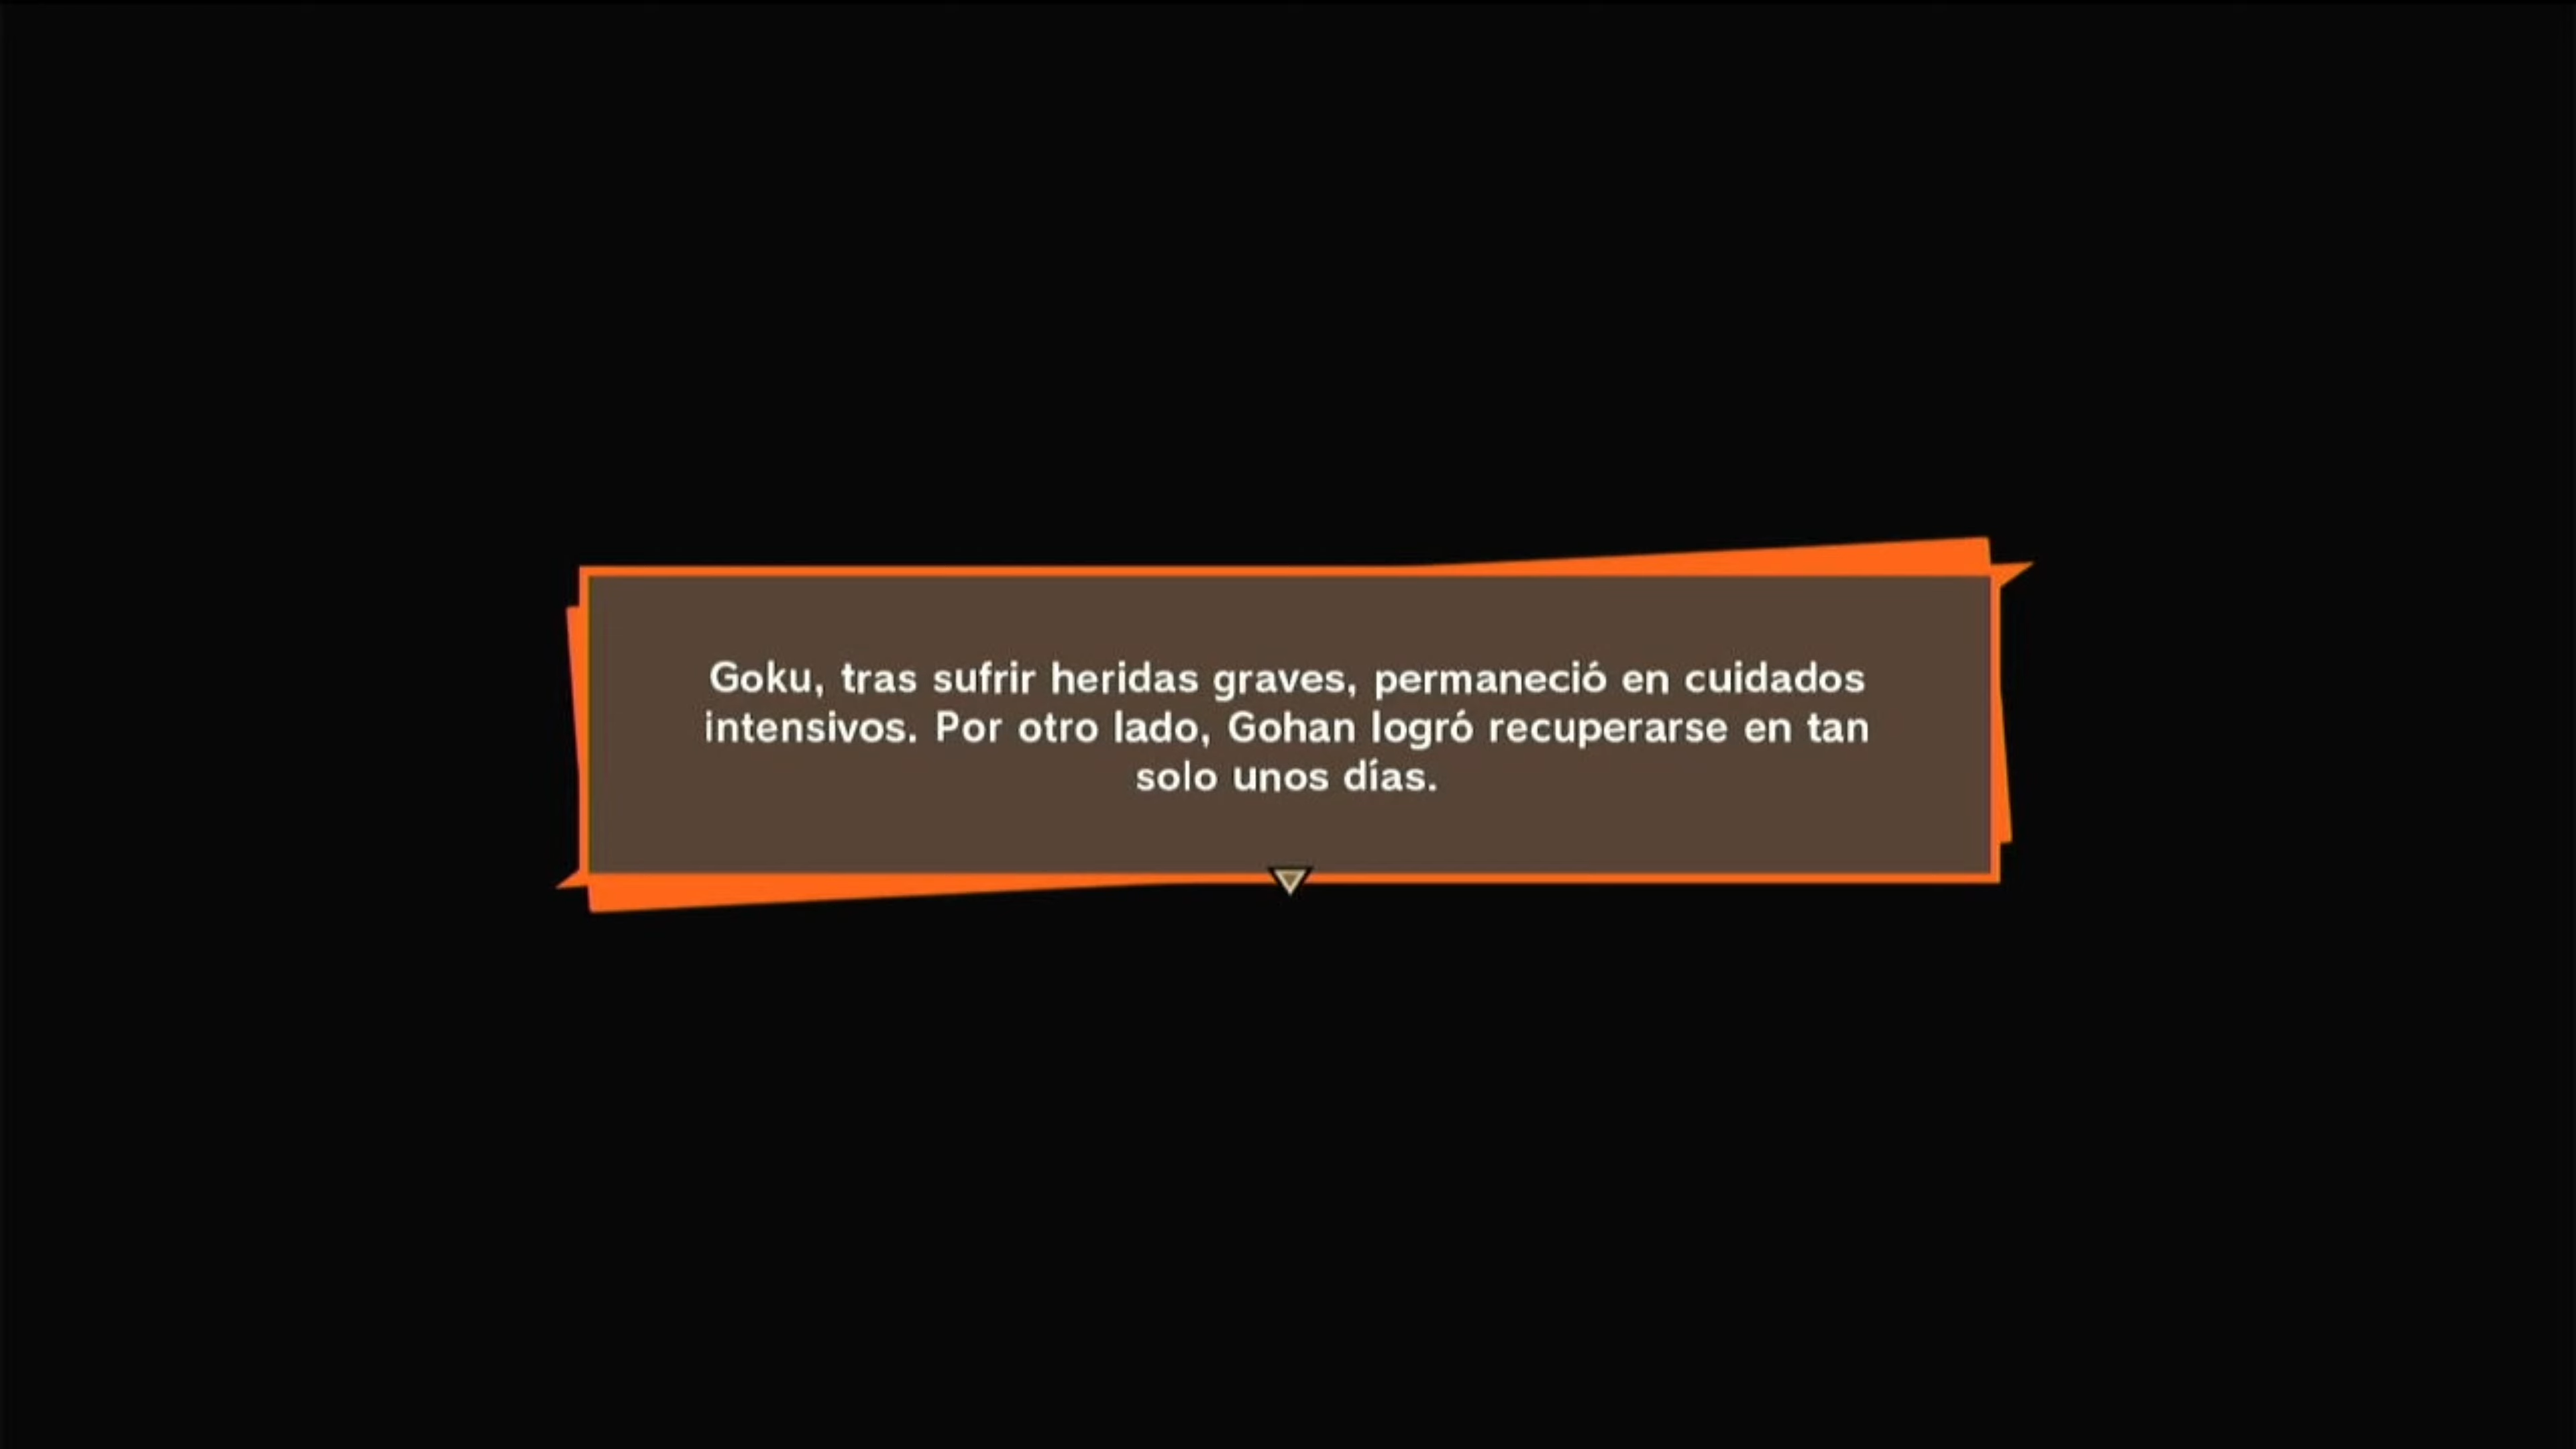 Goku, tras sufrir heridas graves, permaneció en cuidados
intensivos. Por otro lado, Gohan logró recuperarse en tan
solo unos días.